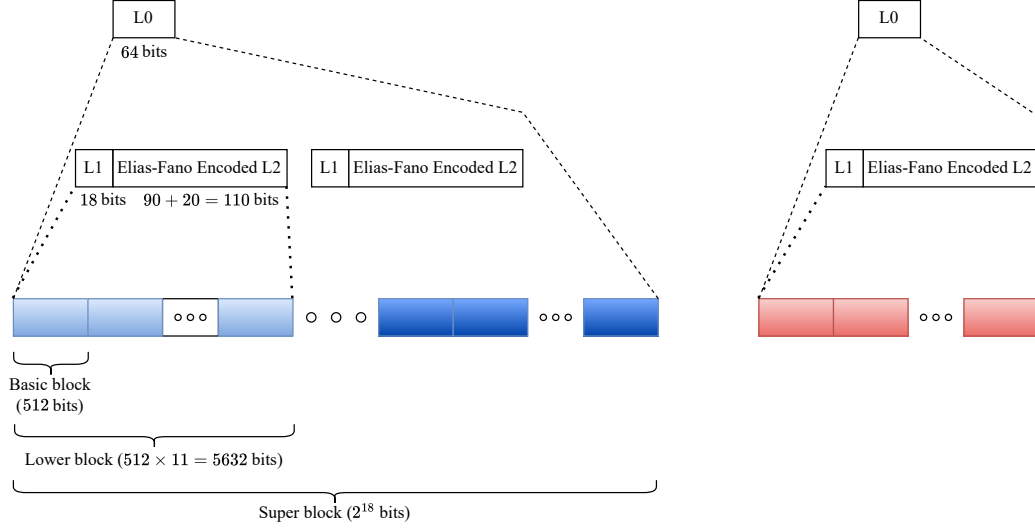 L0
L0
64 bits
L1
Elias-Fano Encoded L2
L1
Elias-Fano Encoded L2
L1
Elias-Fano Encoded L2
18 bits
90 + 20 = 110 bits
Basic block
(512 bits)
Lower block (512 × 11 = 5632 bits)
Super block (2¹⁸ bits)